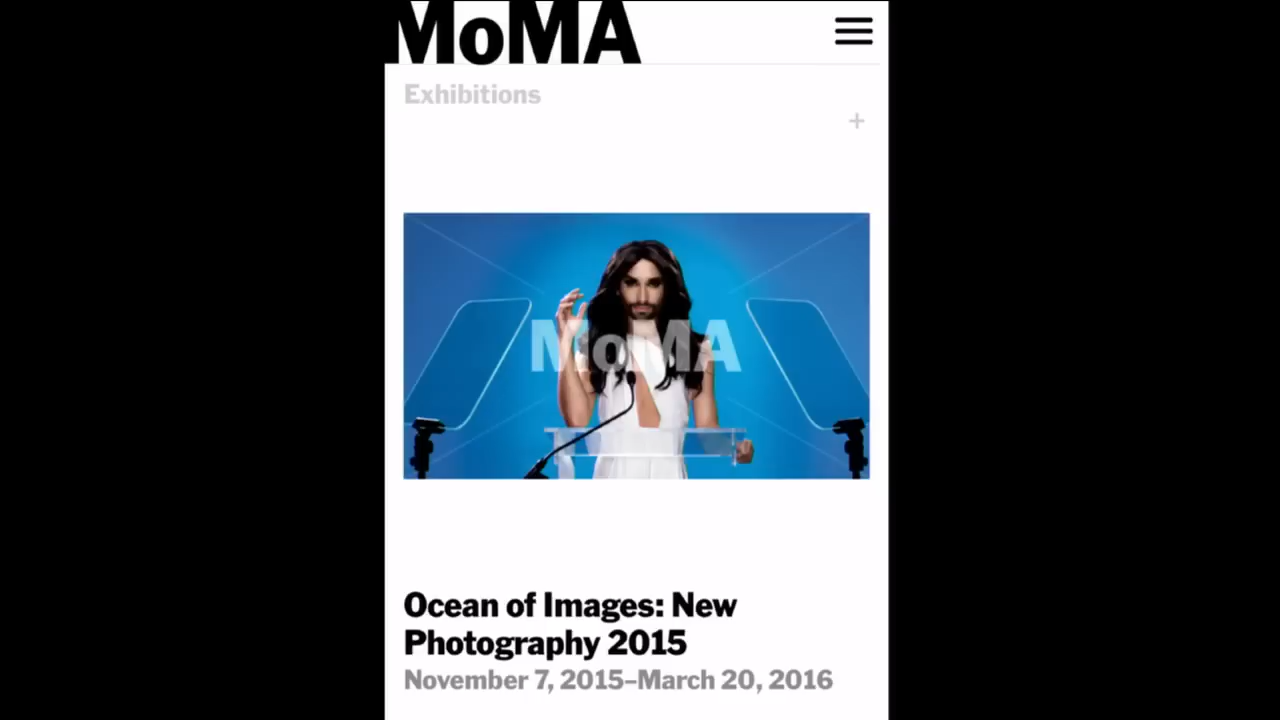 MoMA
Exhibitions
+
MoMA
Ocean of Images: New
Photography 2015
November 7, 2015–March 20, 2016